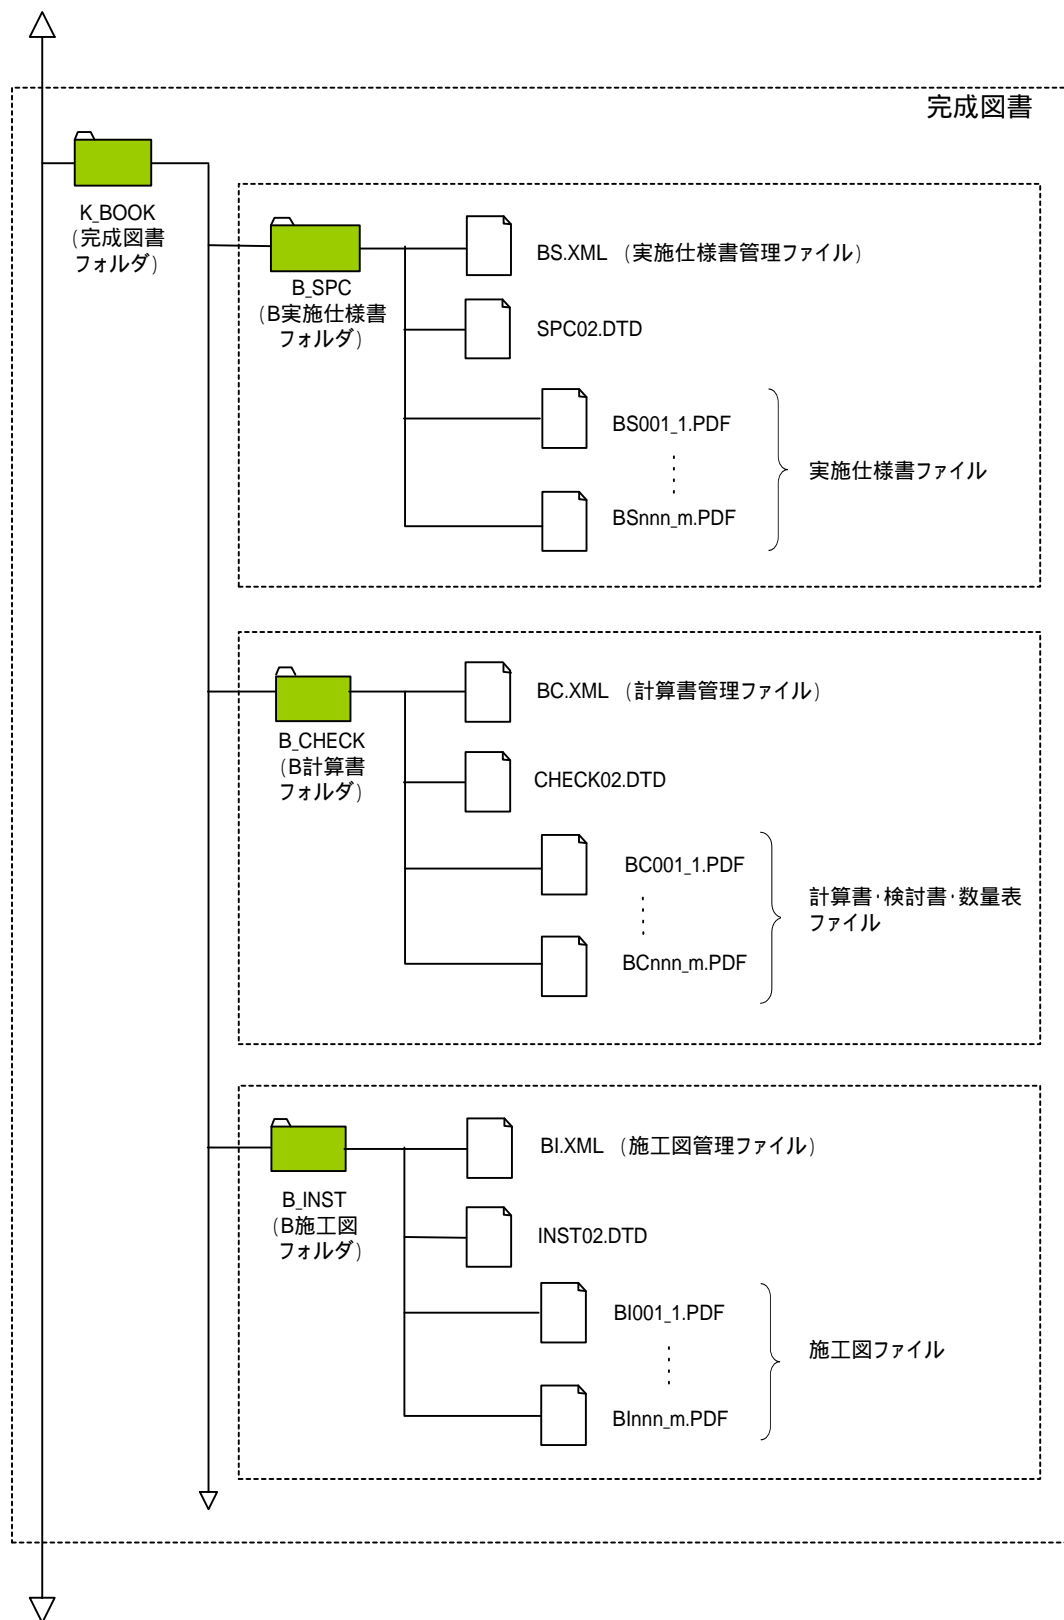 完成図書
K_BOOK
(完成図書
フォルダ)
B_SPC
(B実施仕様書
フォルダ)
BS.XML (実施仕様書管理ファイル)
SPC02.DTD
BS001_1.PDF
BSnnn_m.PDF
実施仕様書ファイル
B_CHECK
(B計算書
フォルダ)
BC.XML (計算書管理ファイル)
CHECK02.DTD
BC001_1.PDF
BCnnn_m.PDF
計算書・検討書・数量表
ファイル
B_INST
(B施工図
フォルダ)
BI.XML (施工図管理ファイル)
INST02.DTD
BI001_1.PDF
BInnn_m.PDF
施工図ファイル